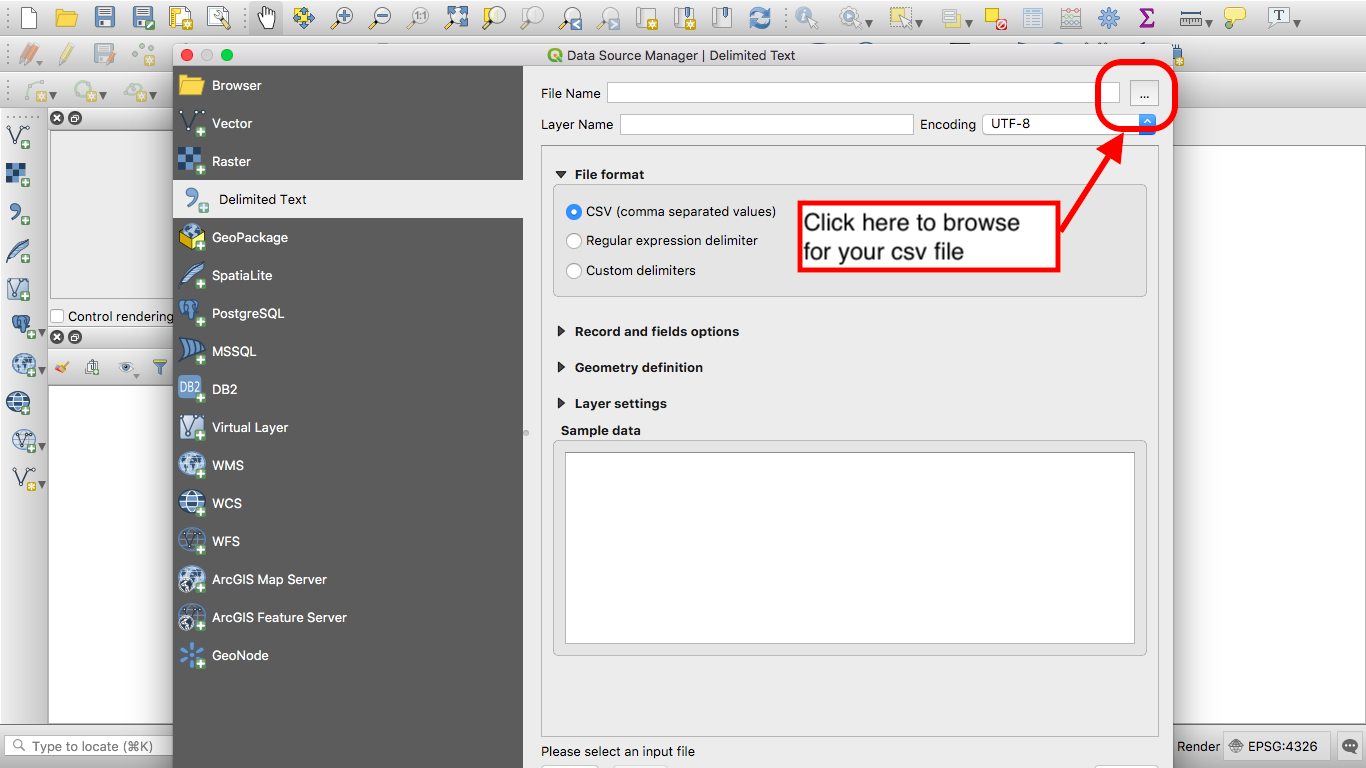 1:1
T
Data Source Manager | Delimited Text
Browser
Vector
Raster
Delimited Text
GeoPackage
SpatiaLite
PostgreSQL
MSSQL
DB2 DB2
Virtual Layer
WMS
WCS
WFS
ArcGIS Map Server
ArcGIS Feature Server
GeoNode
Control rendering
Type to locate (⌘K)
File Name
...
Layer Name
Encoding UTF-8
File format
CSV (comma separated values)
Regular expression delimiter
Custom delimiters
Click here to browse
for your csv file
Record and fields options
Geometry definition
Layer settings
Sample data
Please select an input file
Render EPSG:4326